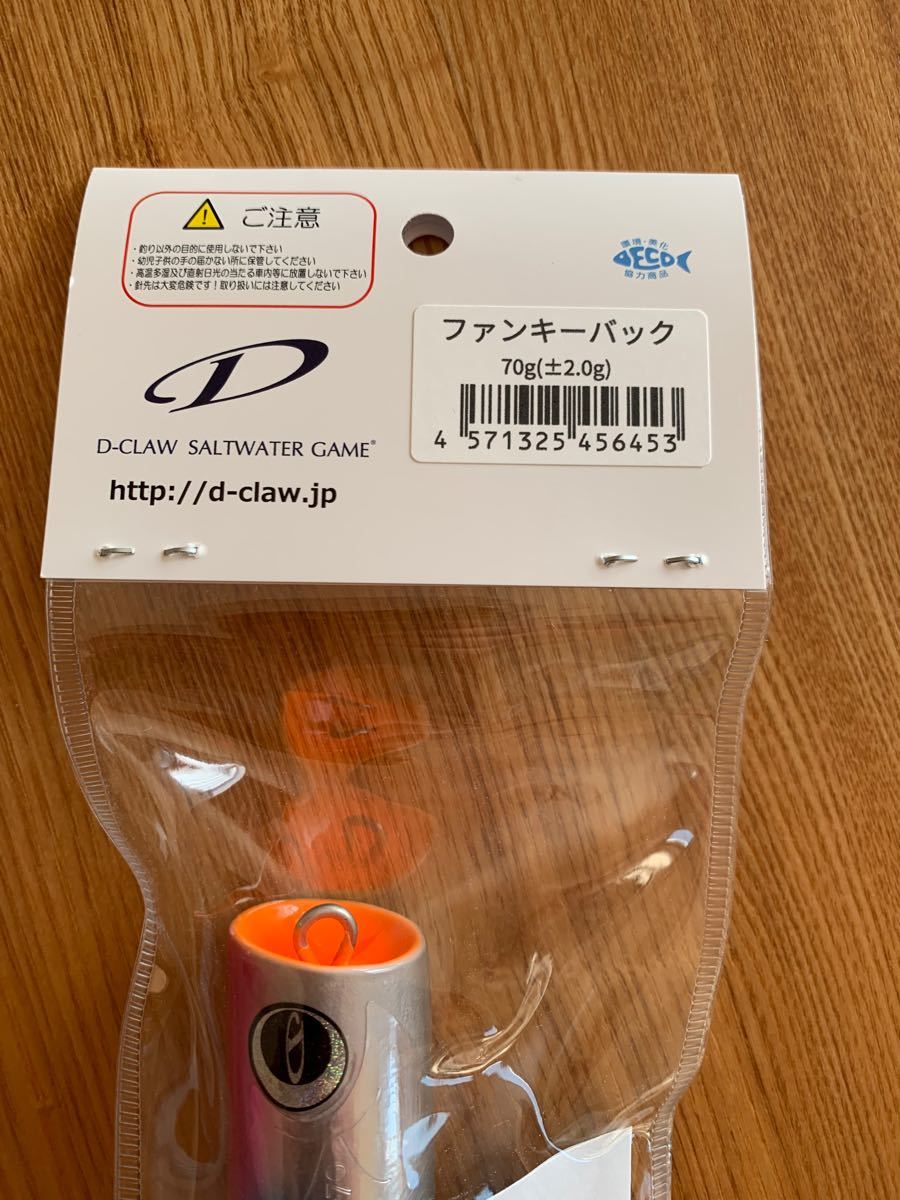 ご注意
・釣り以外の目的に使用しないで下さい
・幼児子供の手の届かない所に保管してください
・高温多湿及び直射日光の当たる車内等に放置しないで下さい
・針先は大変危険です!取り扱いには注意してください
環境・美化
ECO
協力商品
ファンキーバック
70g(±2.0g)
4 571325 456453
D
D-CLAW SALTWATER GAME®
http://d-claw.jp
70